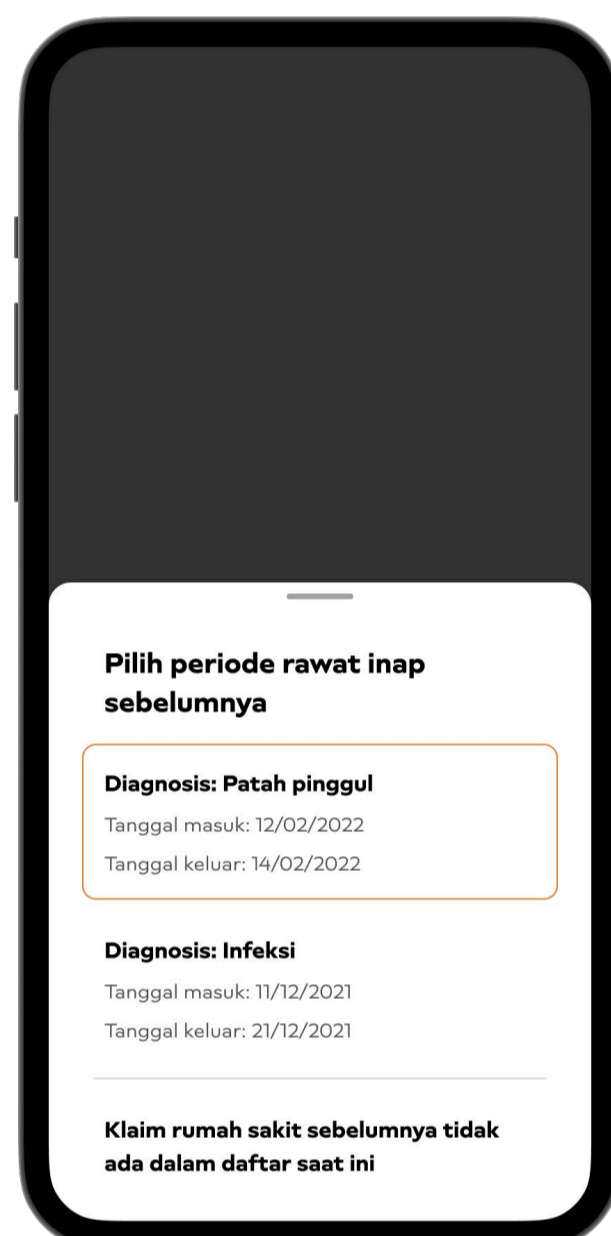 Pilih periode rawat inap
sebelumnya
Diagnosis: Patah pinggul
Tanggal masuk: 12/02/2022
Tanggal keluar: 14/02/2022
Diagnosis: Infeksi
Tanggal masuk: 11/12/2021
Tanggal keluar: 21/12/2021
Klaim rumah sakit sebelumnya tidak
ada dalam daftar saat ini